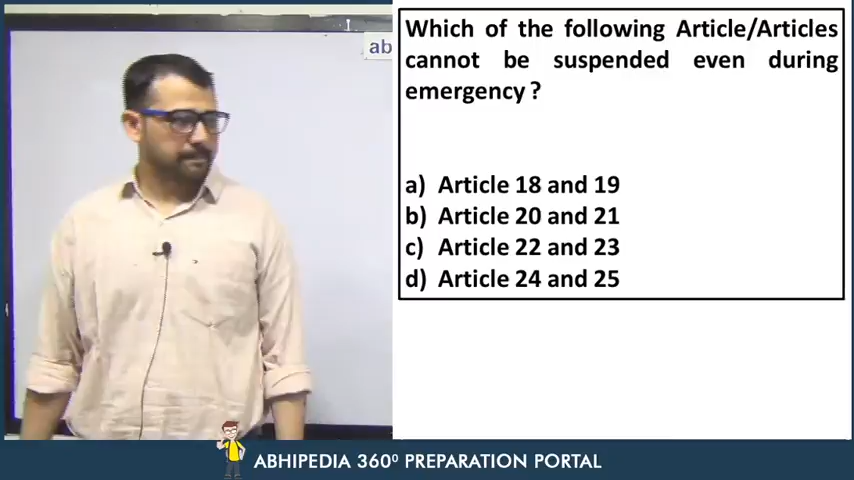 ab
Which of the following Article/Articles
cannot be suspended even during
emergency ?
a) Article 18 and 19
b) Article 20 and 21
c) Article 22 and 23
d) Article 24 and 25
ABHIPEDIA 360⁰ PREPARATION PORTAL